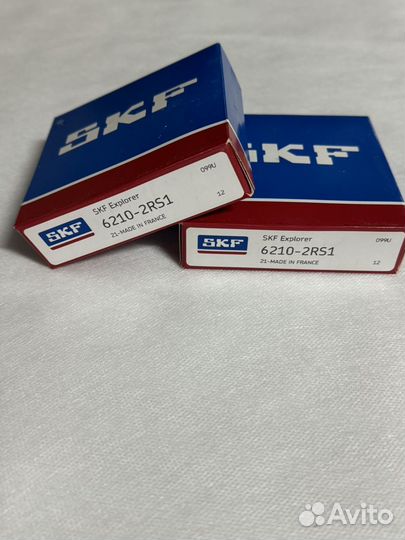 SKF
SKF
SKF Explorer
099U
6210-2RS1
21-MADE IN FRANCE
12
SKF
SKF
SKF Explorer
099U
6210-2RS1
21-MADE IN FRANCE
12
Avito